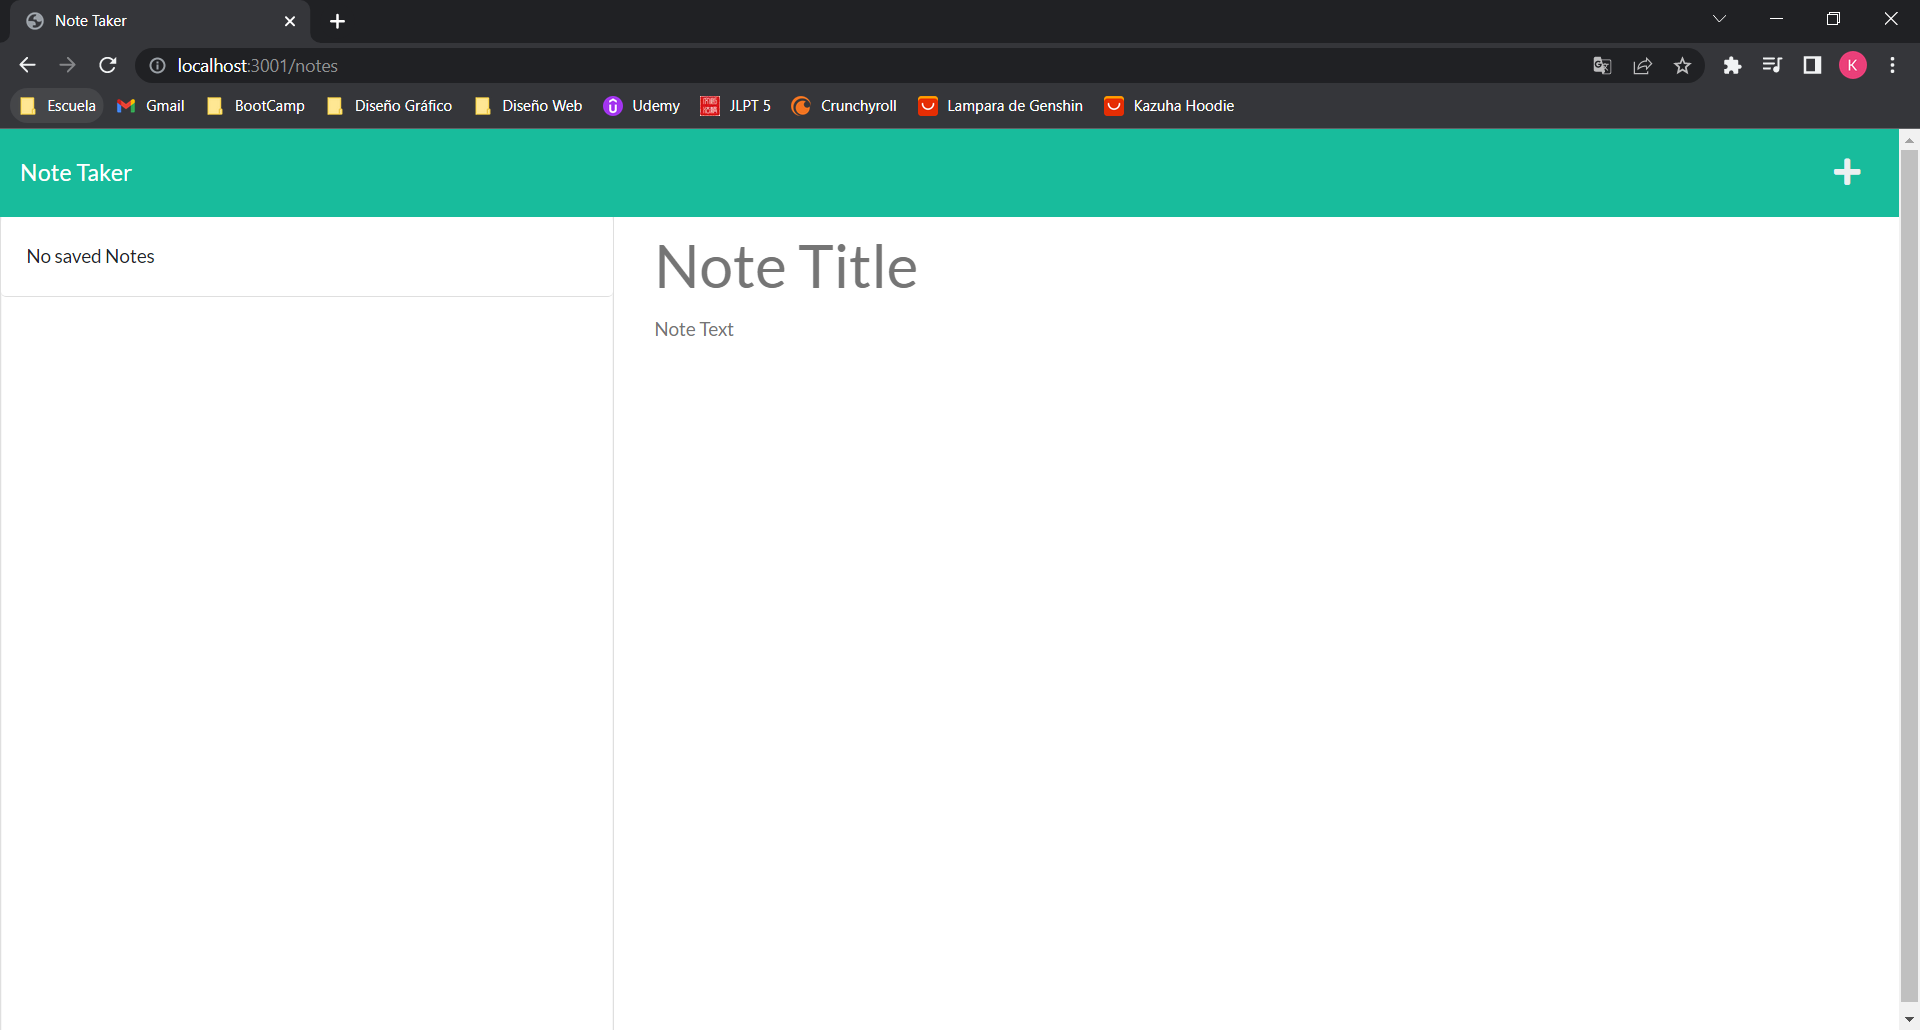 Note Taker
localhost:3001/notes
K
Escuela Gmail BootCamp Diseño Gráfico Diseño Web Udemy JLPT 5 Crunchyroll Lampara de Genshin Kazuha Hoodie
Note Taker
No saved Notes
Note Title
Note Text